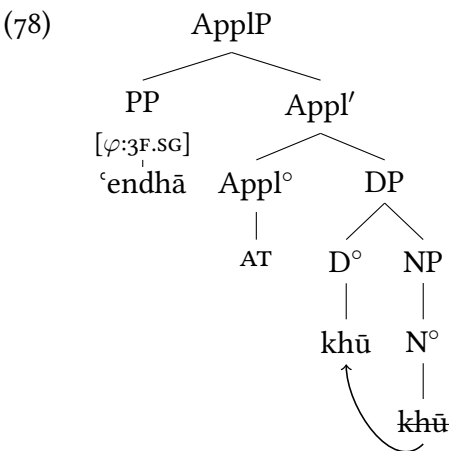 (78) ApplP
PP Appl′
[φ:3F.SG]
ʿendhā Appl° DP
AT D° NP
khū N°
khū